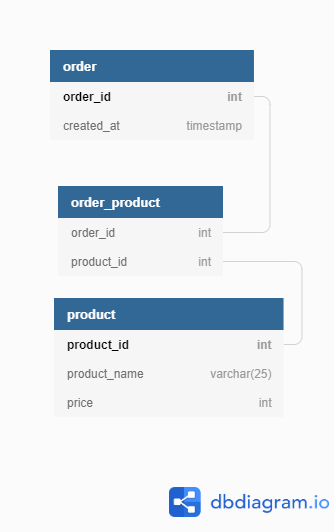 order
order_id int
created_at timestamp
order_product
order_id int
product_id int
product
product_id int
product_name varchar(25)
price int
dbdiagram.io